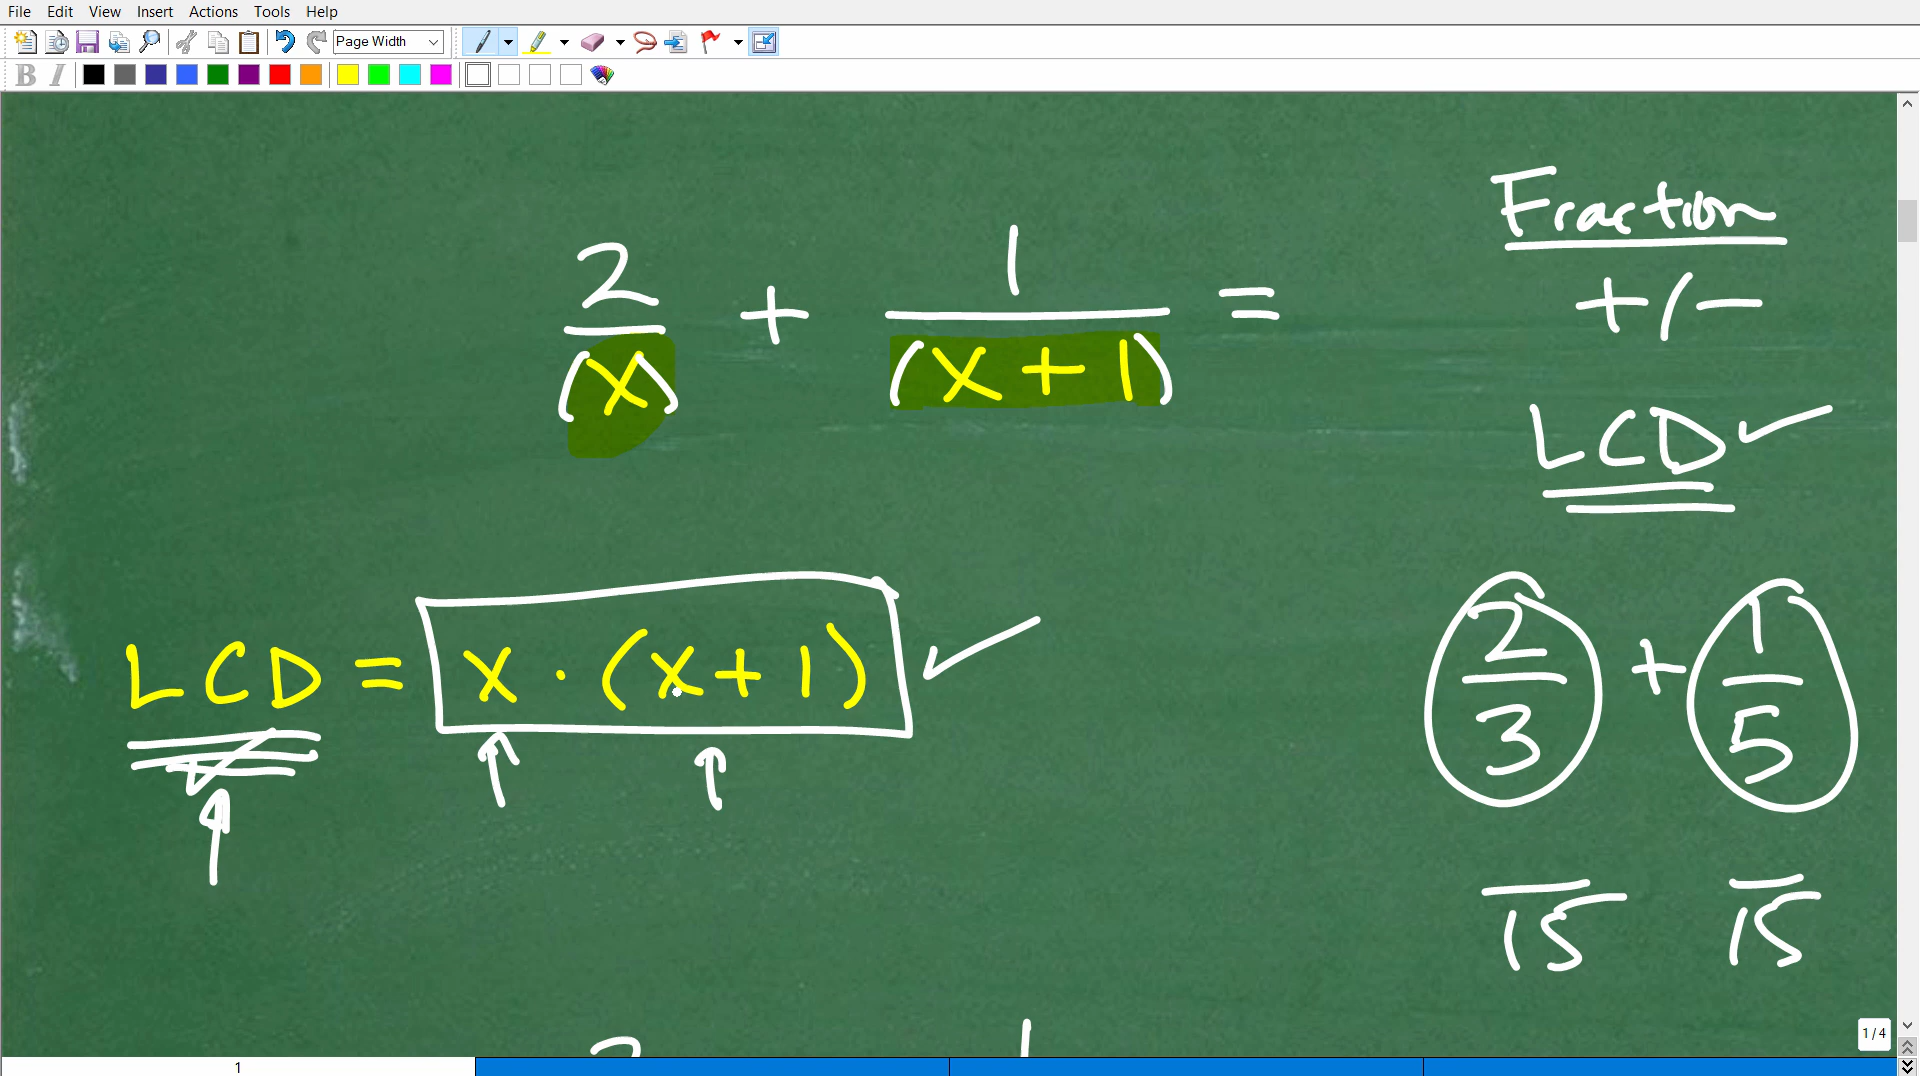 File Edit View Insert Actions Tools Help
Page Width
B I
2/(x) + 1/(x+1) =
Fraction
+/-
LCD ✓
LCD = x · (x+1) ✓
2/3 + 1/5
/15 /15
1/4
1